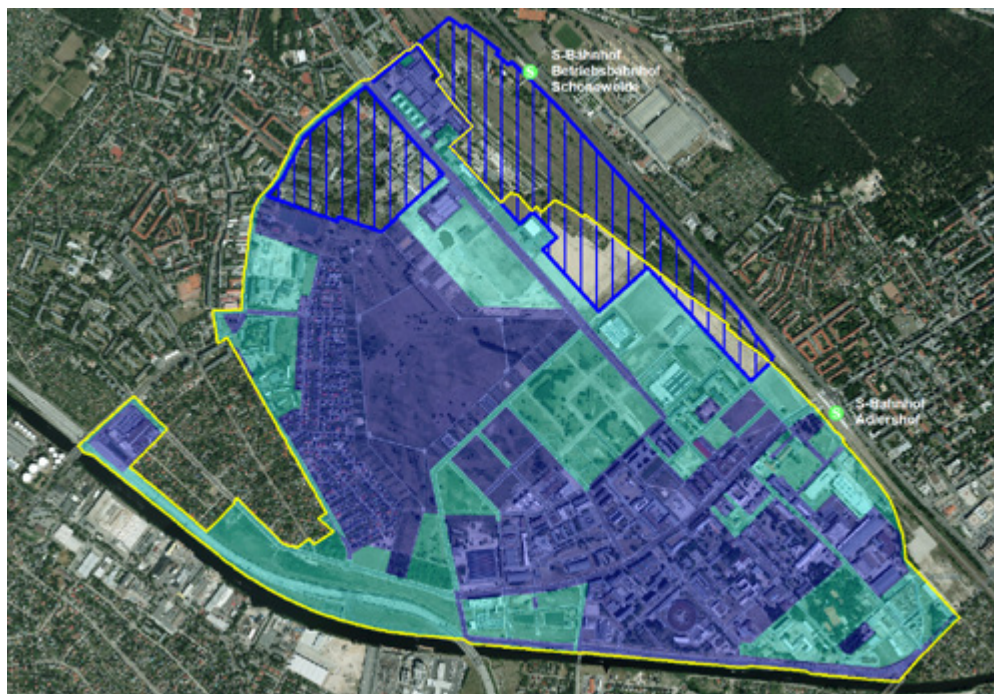 S-Bahnhof
Betriebsbahnhof
Schöneweide
S
S-Bahnhof
Adlershof
S